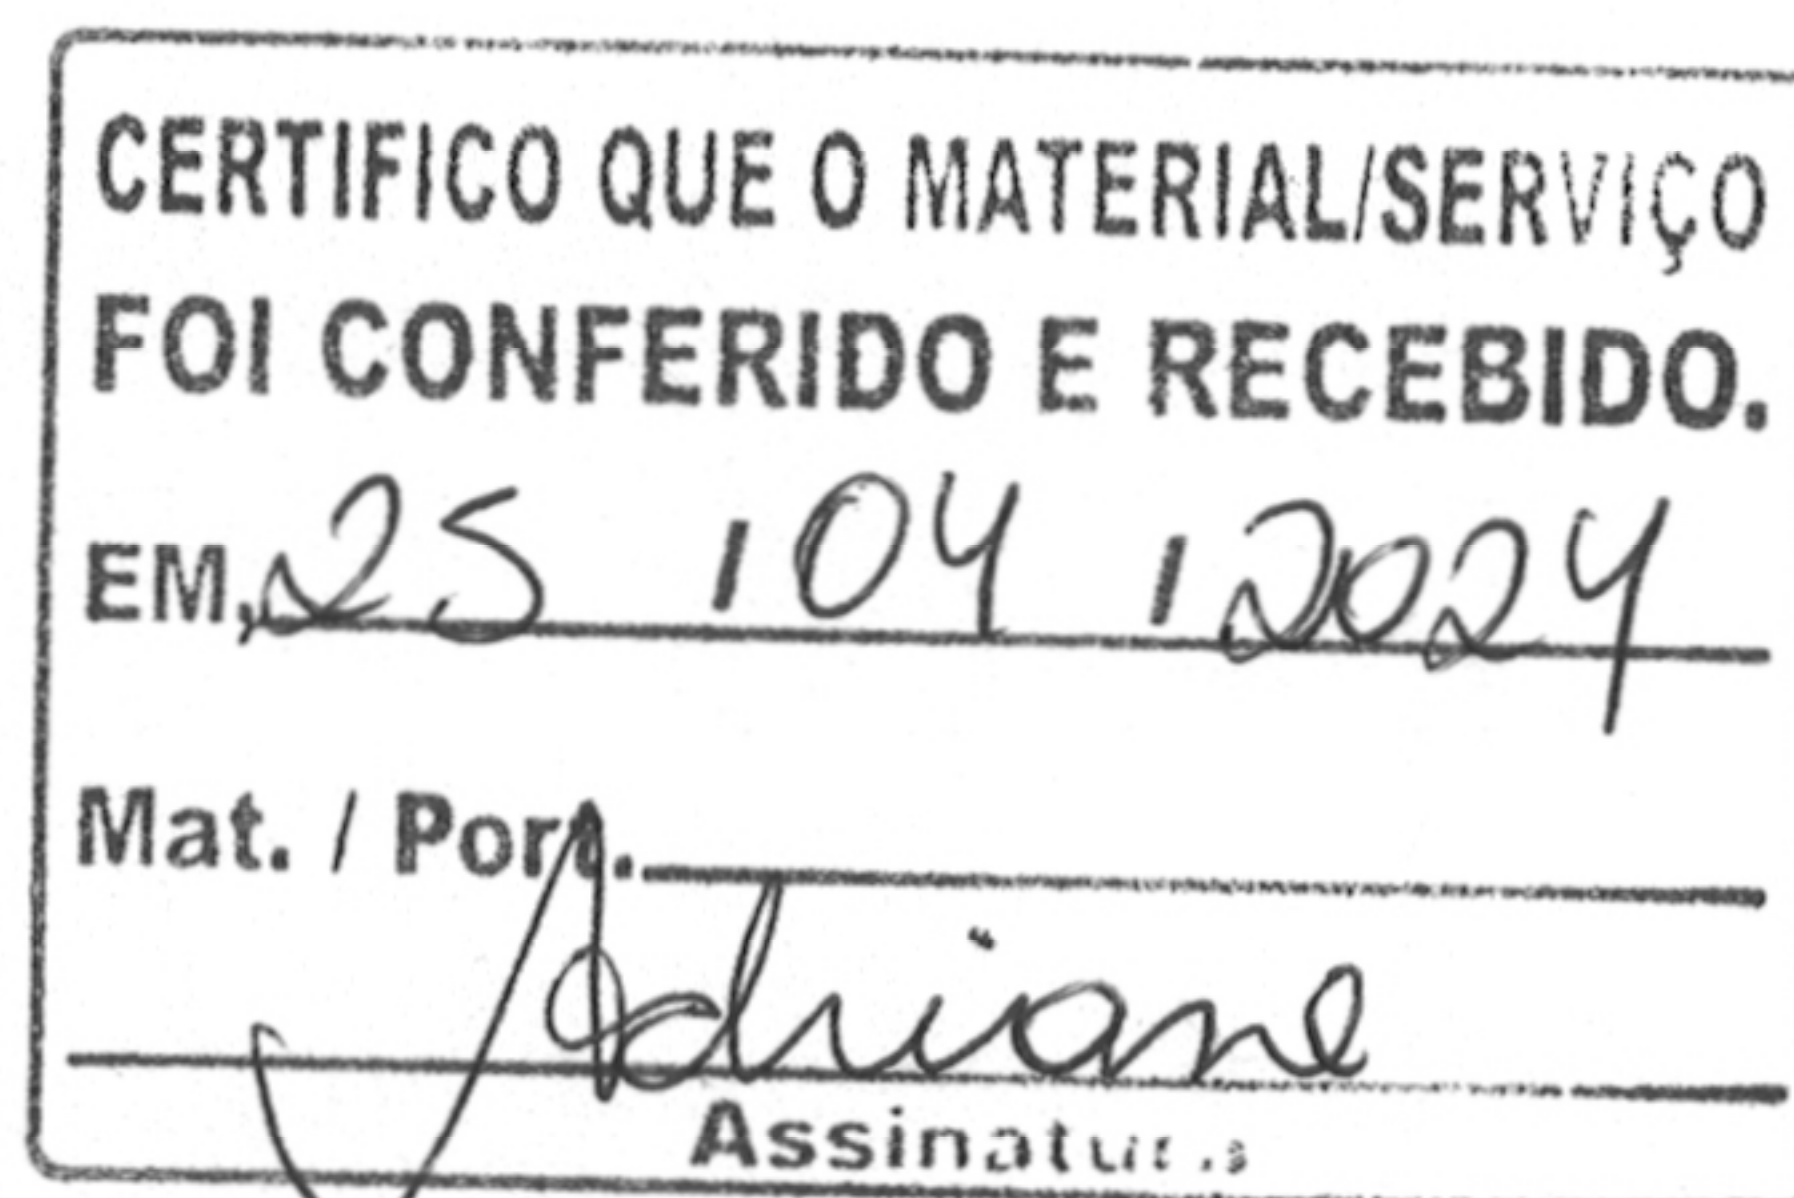 CERTIFICO QUE O MATERIAL/SERVIÇO
FOI CONFERIDO E RECEBIDO.
EM, 25 / 04 / 2024
Mat. / Port.
Adriane
Assinatura